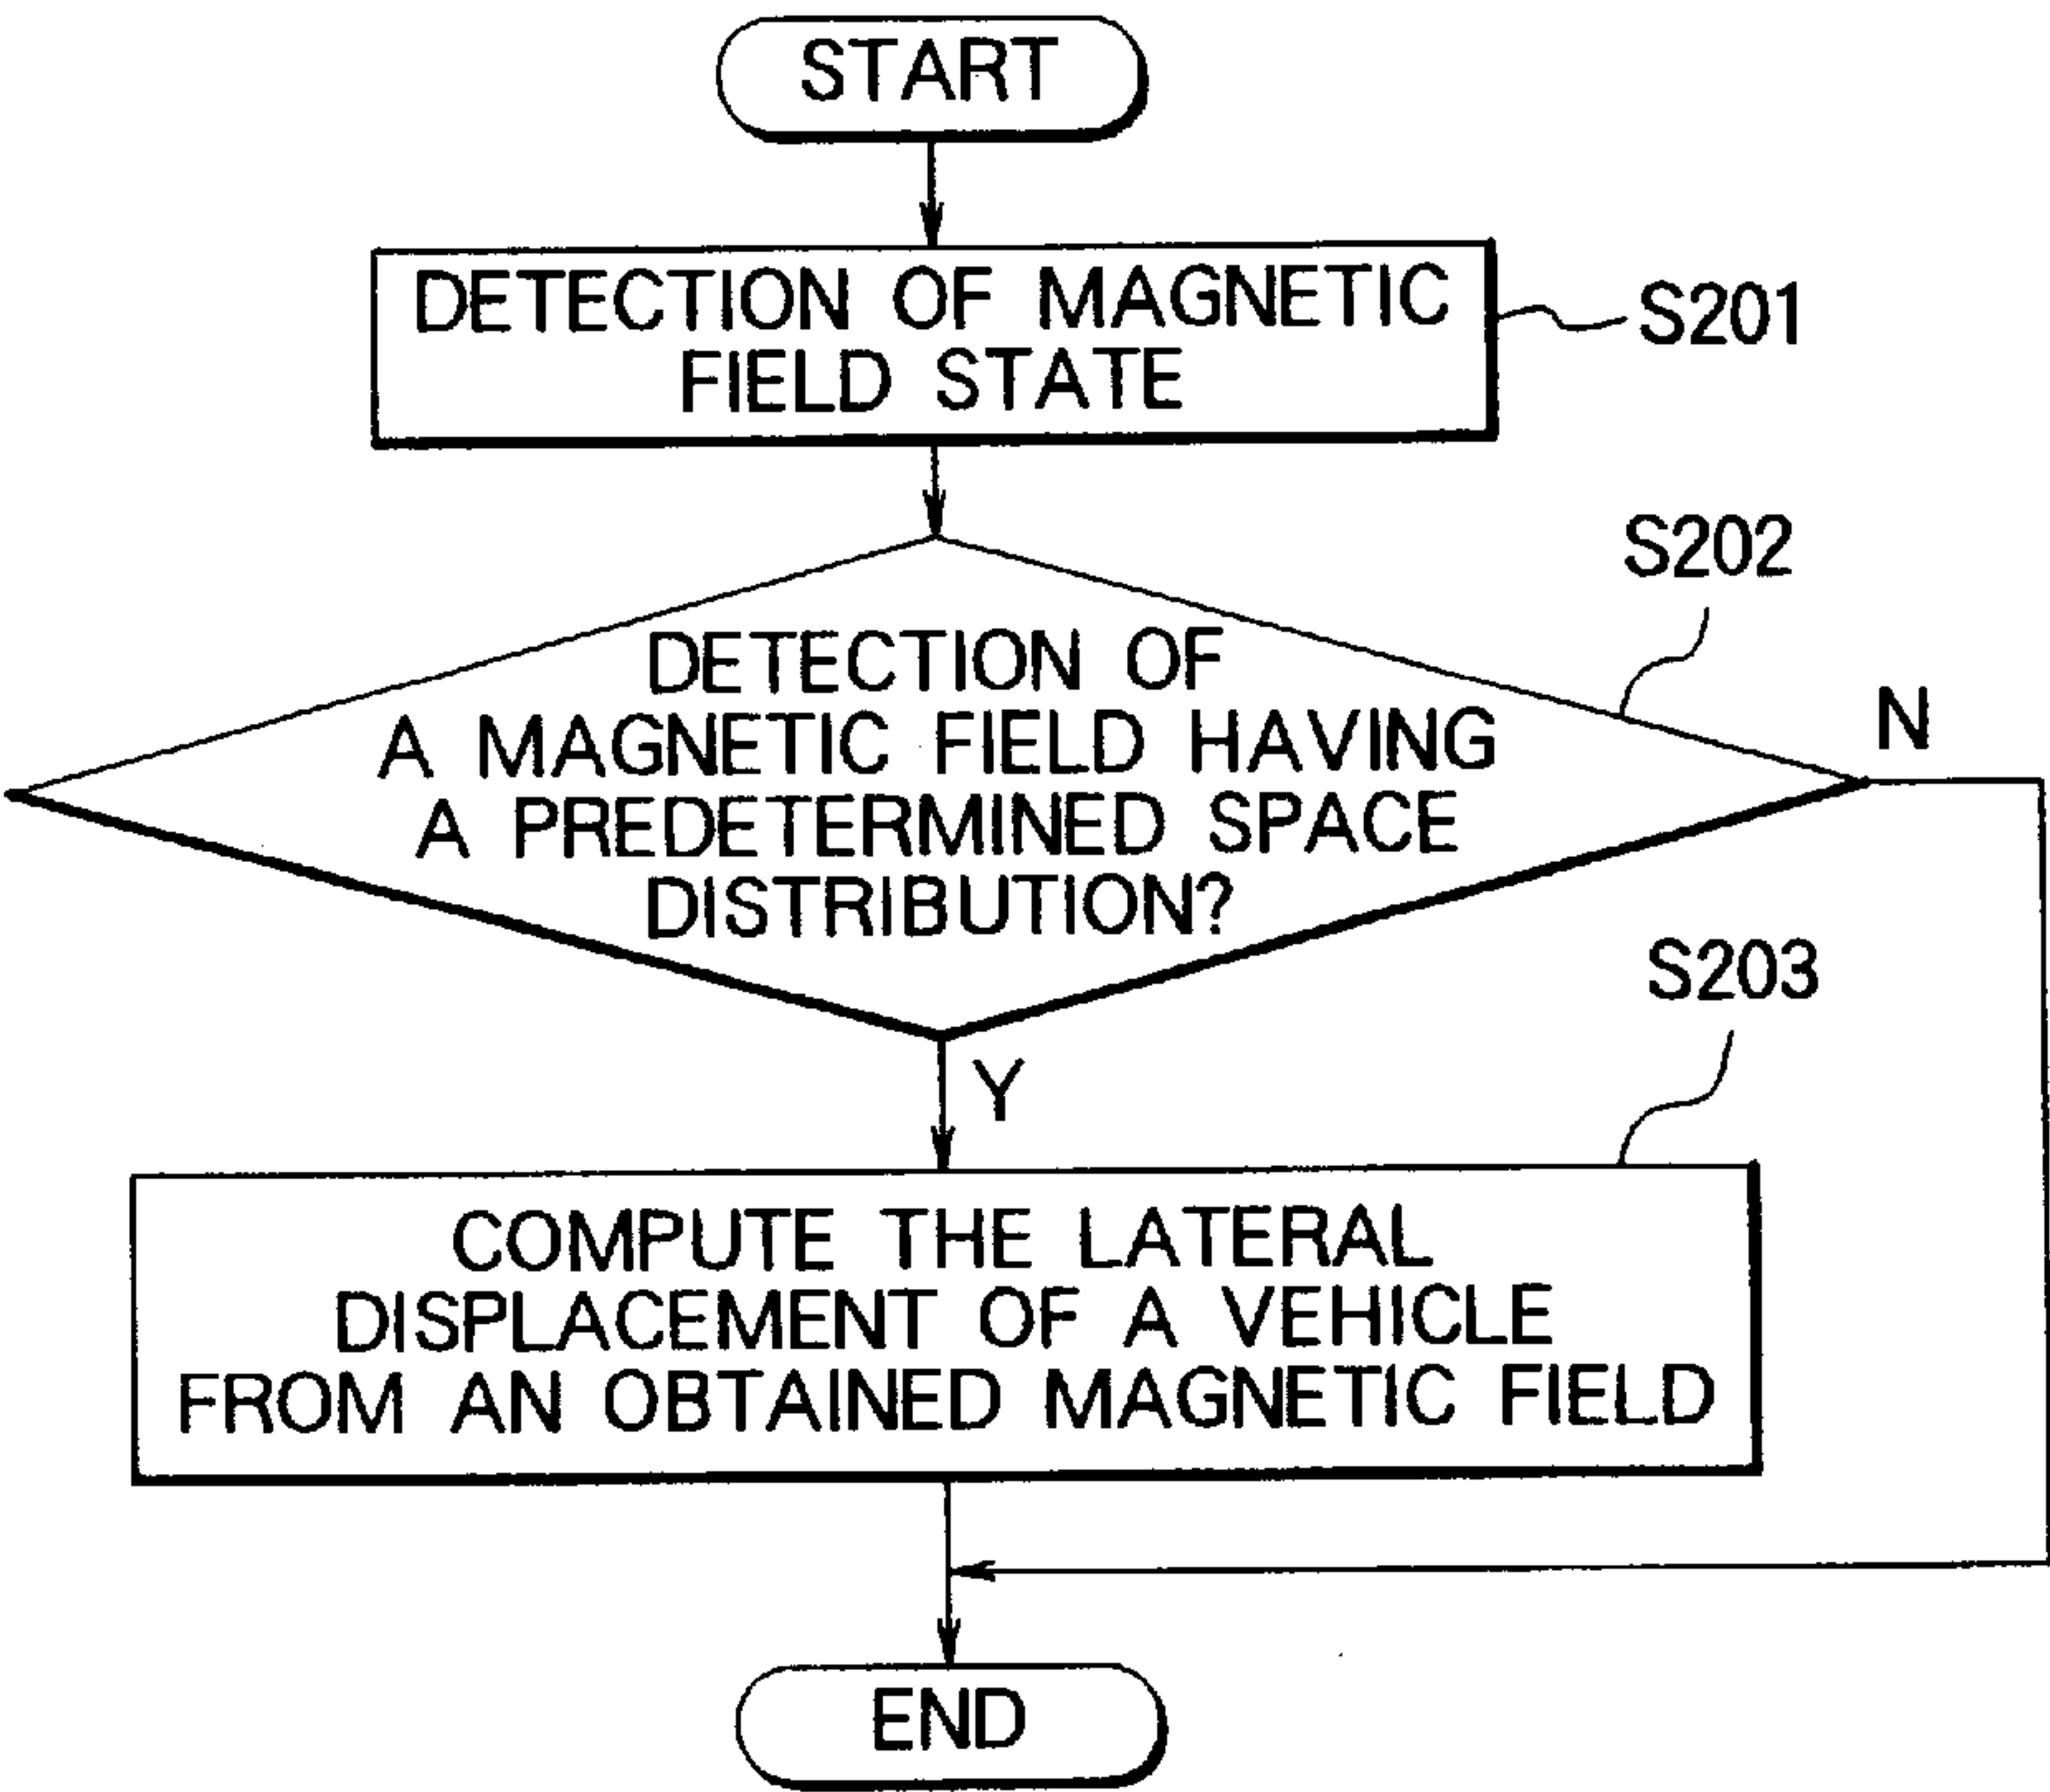 START
DETECTION OF MAGNETIC
FIELD STATE
S201
S202
DETECTION OF
A MAGNETIC FIELD HAVING
A PREDETERMINED SPACE
DISTRIBUTION?
N
S203
Y
COMPUTE THE LATERAL
DISPLACEMENT OF A VEHICLE
FROM AN OBTAINED MAGNETIC FIELD
END